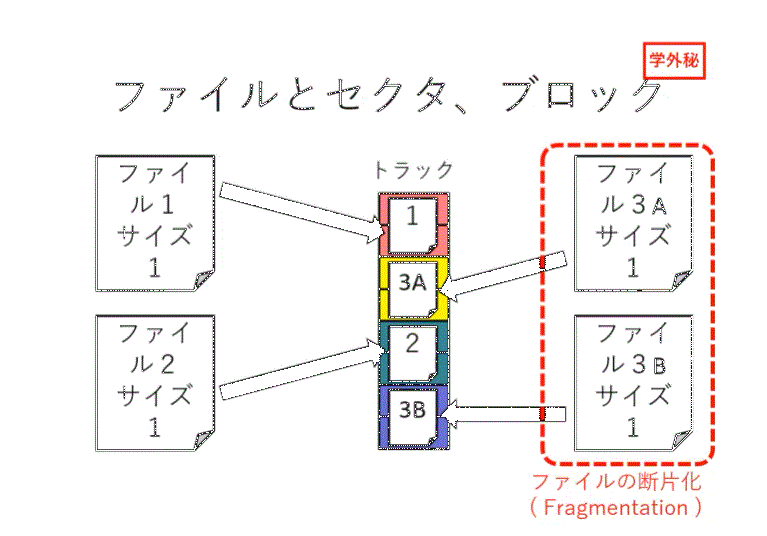 学外秘
ファイルとセクタ、ブロック
ファイ
ル1
サイズ
1
ファイ
ル2
サイズ
1
トラック
1
3A
2
3B
ファイ
ル3A
サイズ
1
ファイ
ル3B
サイズ
1
ファイルの断片化
( Fragmentation )